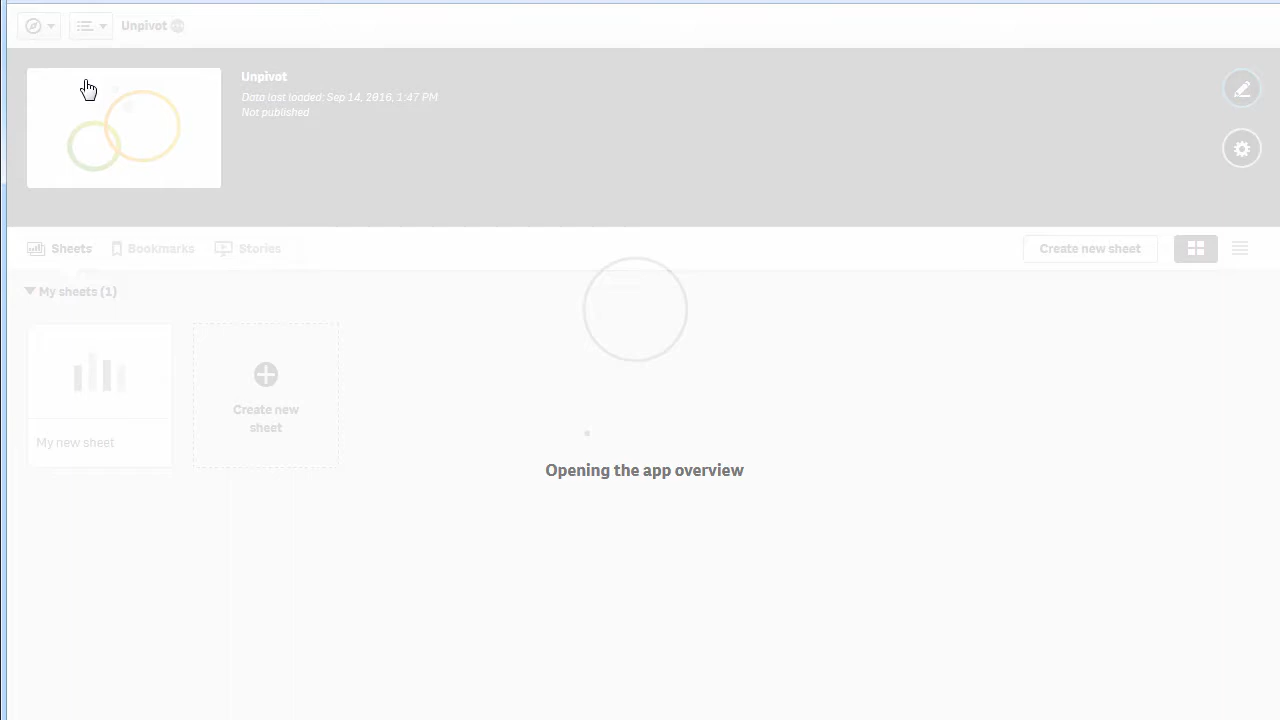 Unpivot
Unpivot
Data last loaded: Sep 14, 2016, 1:47 PM
Not published
Sheets
Bookmarks
Stories
Create new sheet
My sheets (1)
Create new
sheet
My new sheet
Opening the app overview